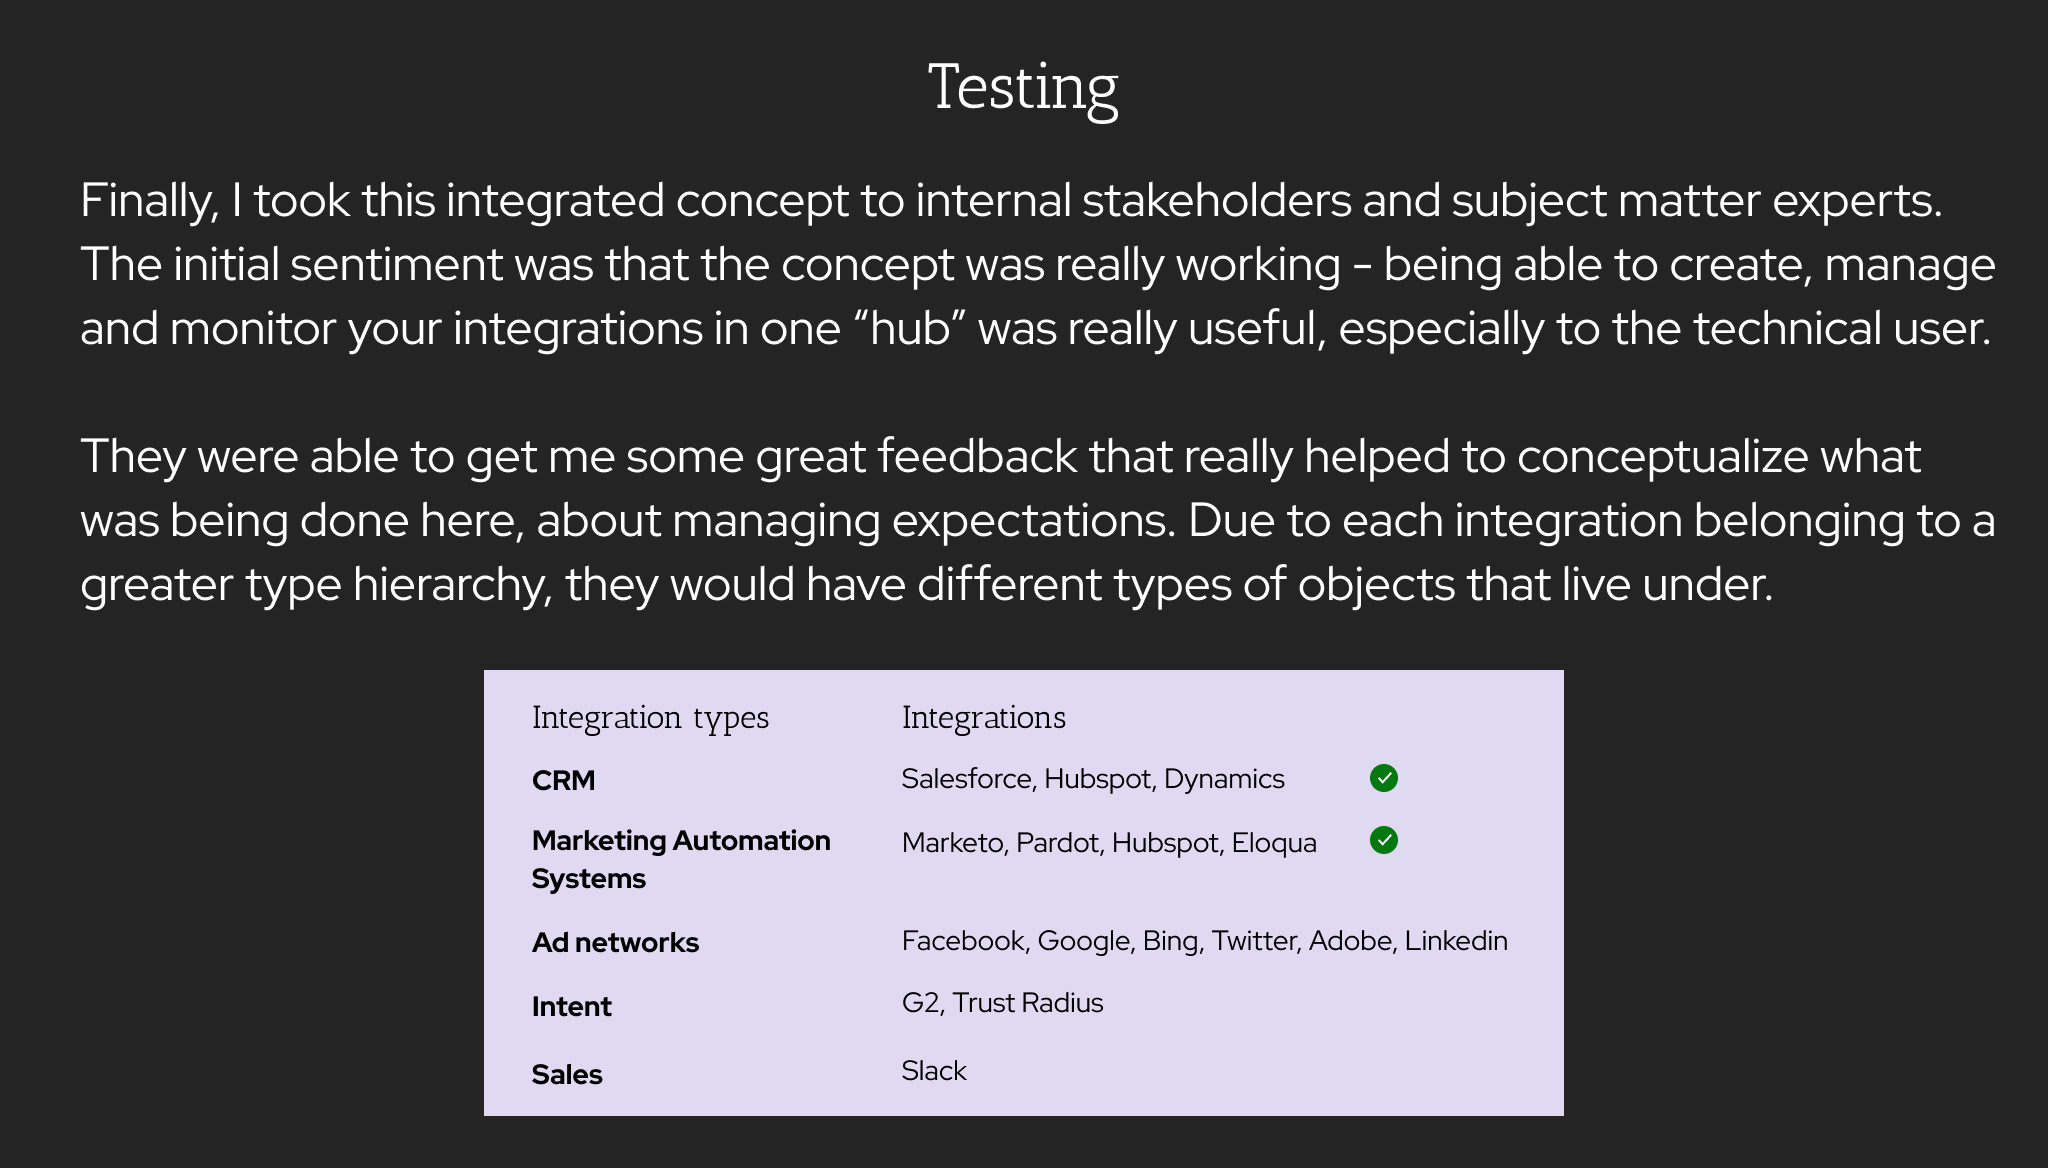 Testing
Finally, I took this integrated concept to internal stakeholders and subject matter experts.
The initial sentiment was that the concept was really working - being able to create, manage
and monitor your integrations in one “hub” was really useful, especially to the technical user.
They were able to get me some great feedback that really helped to conceptualize what
was being done here, about managing expectations. Due to each integration belonging to a
greater type hierarchy, they would have different types of objects that live under.
Integration types Integrations
CRM Salesforce, Hubspot, Dynamics
Marketing Automation Marketo, Pardot, Hubspot, Eloqua
Systems
Ad networks Facebook, Google, Bing, Twitter, Adobe, Linkedin
Intent G2, Trust Radius
Sales Slack